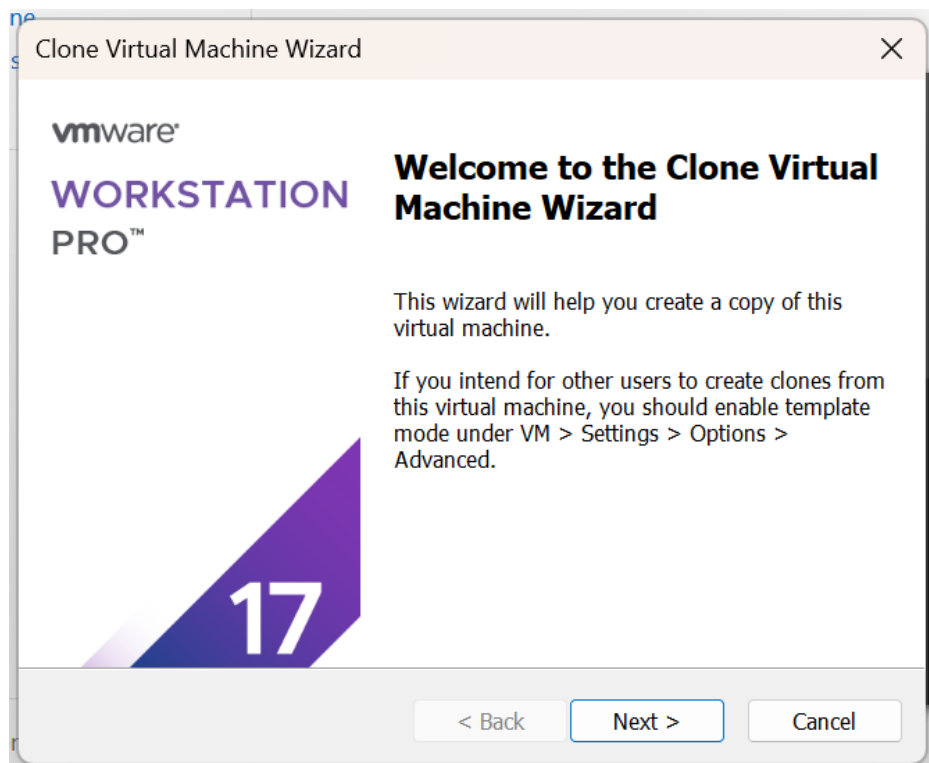 ne
s
Clone Virtual Machine Wizard
vmware®
WORKSTATION
PRO™
Welcome to the Clone Virtual
Machine Wizard
This wizard will help you create a copy of this
virtual machine.
If you intend for other users to create clones from
this virtual machine, you should enable template
mode under VM > Settings > Options >
Advanced.
17
< Back
Next >
Cancel